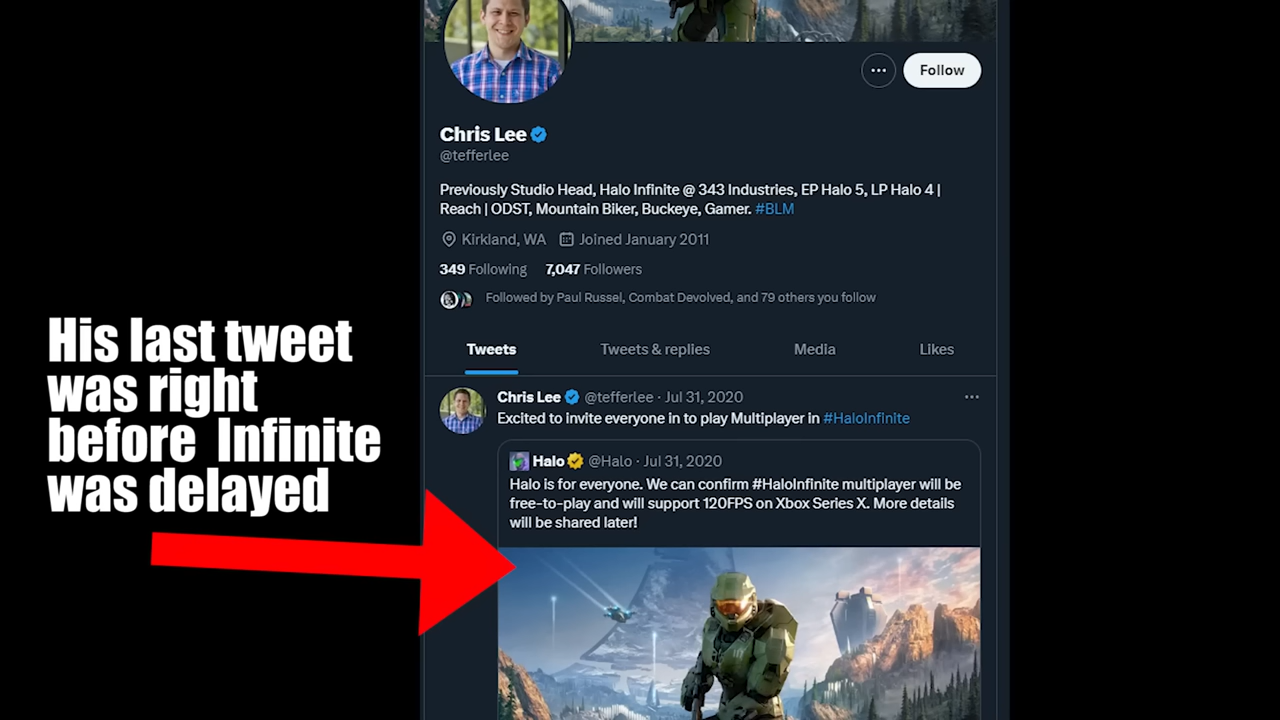 Follow
Chris Lee
@tefferlee
Previously Studio Head, Halo Infinite @ 343 Industries, EP Halo 5, LP Halo 4 |
Reach | ODST, Mountain Biker, Buckeye, Gamer. #BLM
Kirkland, WA Joined January 2011
349 Following 7,047 Followers
Followed by Paul Russel, Combat Devolved, and 79 others you follow
Tweets Tweets & replies Media Likes
Chris Lee @tefferlee · Jul 31, 2020
Excited to invite everyone in to play Multiplayer in #HaloInfinite
Halo @Halo · Jul 31, 2020
Halo is for everyone. We can confirm #HaloInfinite multiplayer will be
free-to-play and will support 120FPS on Xbox Series X. More details
will be shared later!
His last tweet
was right
before Infinite
was delayed